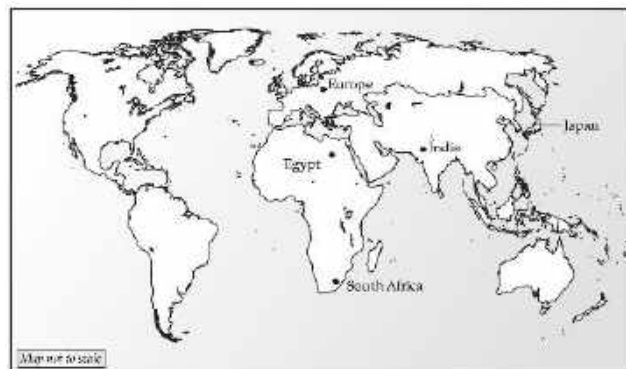 Europe
Japan
India
Egypt
South Africa
Map not to scale